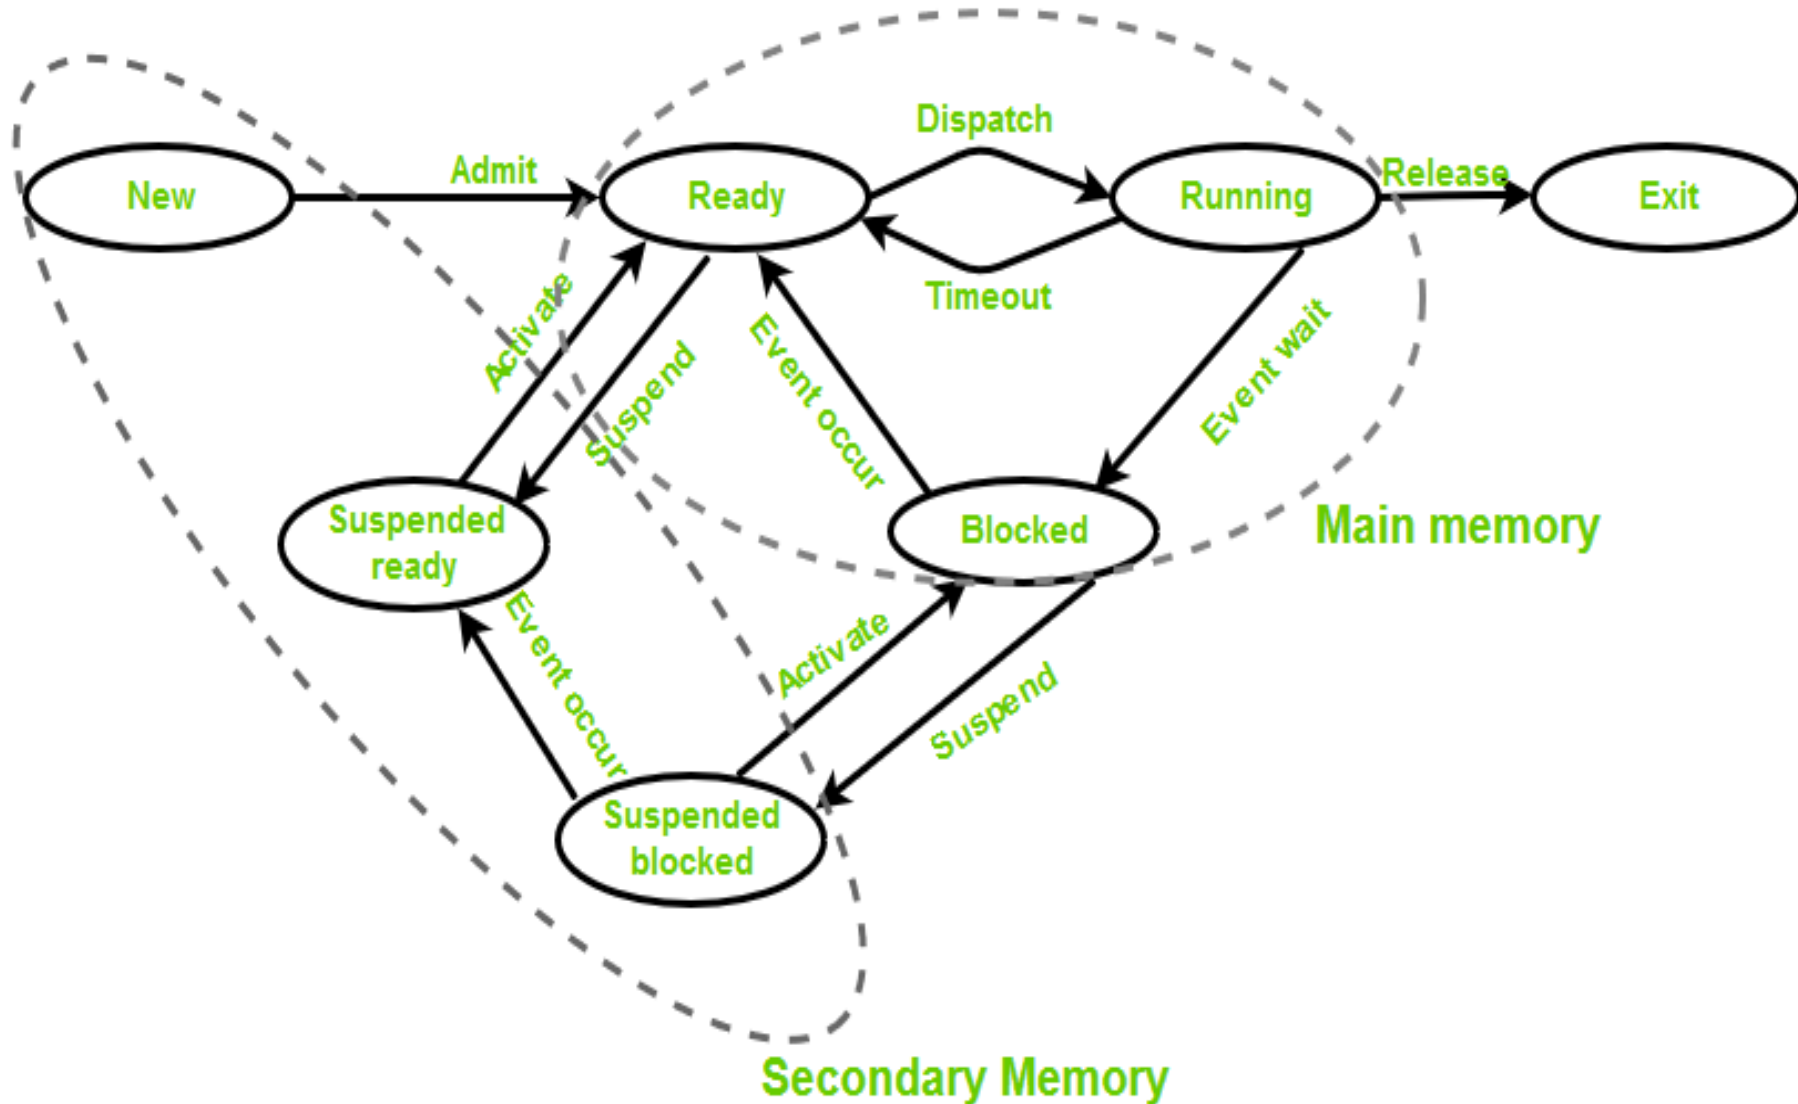 Dispatch
Admit
Release
New
Ready
Running
Exit
Timeout
Activate
Suspend
Event occur
Event wait
Suspended
ready
Blocked
Main memory
Event occur
Activate
Suspend
Suspended
blocked
Secondary Memory